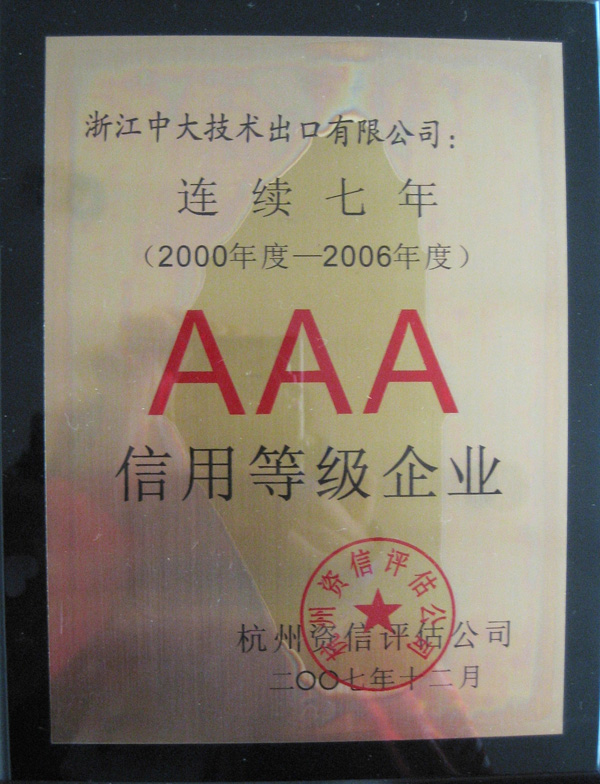 浙江中大技术出口有限公司：
连续七年
（2000年度—2006年度）
AAA
信用等级企业
杭州资信评估公司
杭州资信评估公司
二〇〇七年十二月